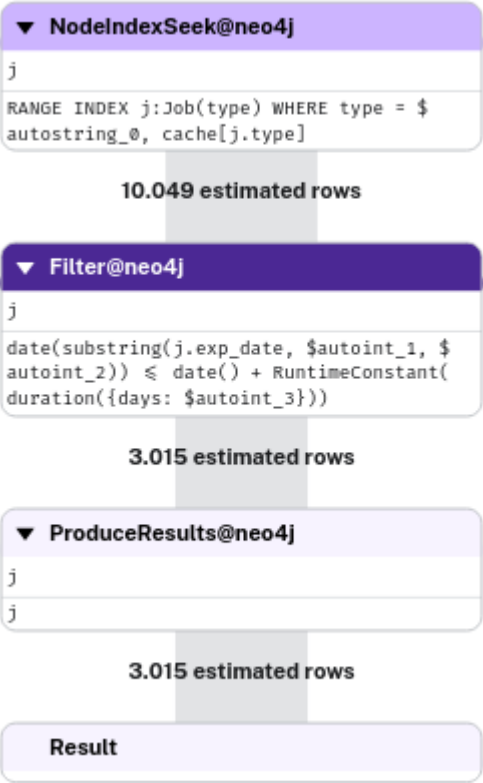 NodeIndexSeek@neo4j
j
RANGE INDEX j:Job(type) WHERE type = $
autostring_0, cache[j.type]
10.049 estimated rows
Filter@neo4j
j
date(substring(j.exp_date, $autoint_1, $
autoint_2)) ⩽ date() + RuntimeConstant(
duration({days: $autoint_3}))
3.015 estimated rows
ProduceResults@neo4j
j
j
3.015 estimated rows
Result